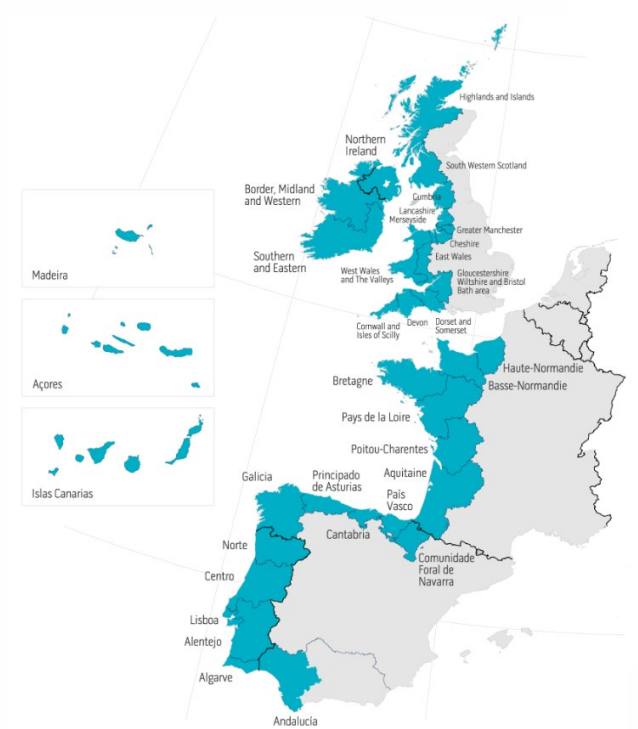 Highlands and Islands
Northern
Ireland
South Western Scotland
Border, Midland
and Western
Cumbria
Lancashire
Merseyside
Greater Manchester
Cheshire
East Wales
Southern
and Eastern
West Wales
and The Valleys
Gloucestershire
Wiltshire and Bristol
Bath area
Cornwall and
Isles of Scilly
Devon
Dorset and
Somerset
Madeira
Açores
Islas Canarias
Haute-Normandie
Basse-Normandie
Bretagne
Pays de la Loire
Poitou-Charentes
Aquitaine
País
Vasco
Galicia
Principado
de Asturias
Cantabria
Comunidade
Foral de
Navarra
Norte
Centro
Lisboa
Alentejo
Algarve
Andalucía